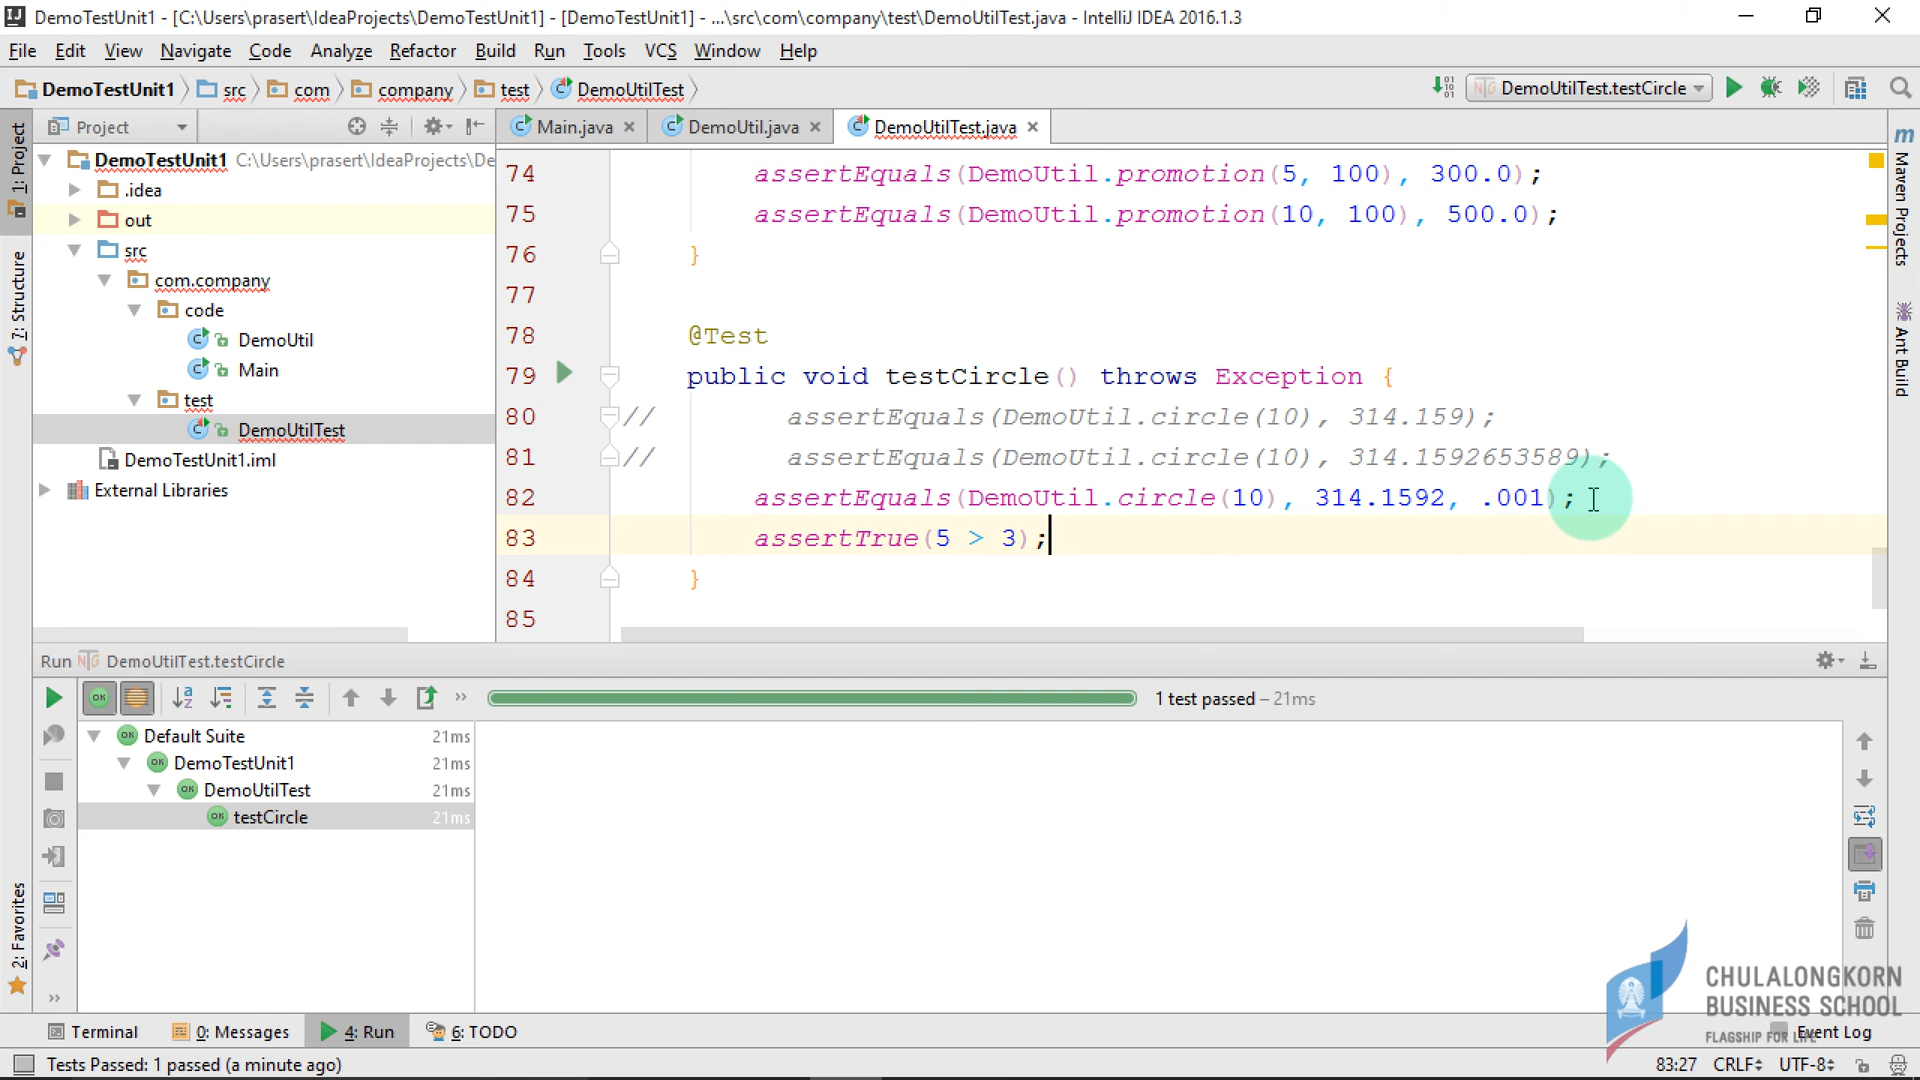 DemoTestUnit1 - [C:\Users\prasert\IdeaProjects\DemoTestUnit1] - [DemoTestUnit1] - ...\src\com\company\test\DemoUtilTest.java - IntelliJ IDEA 2016.1.3
File Edit View Navigate Code Analyze Refactor Build Run Tools VCS Window Help
DemoTestUnit1 src com company test DemoUtilTest DemoUtilTest.testCircle
Project Main.java DemoUtil.java DemoUtilTest.java
DemoTestUnit1 C:\Users\prasert\IdeaProjects\De
.idea
out
src
com.company
code
DemoUtil
Main
test
DemoUtilTest
DemoTestUnit1.iml
External Libraries
1: Project
7: Structure
2: Favorites
74 assertEquals(DemoUtil.promotion(5, 100), 300.0);
75 assertEquals(DemoUtil.promotion(10, 100), 500.0);
76 }
77
78 @Test
79 public void testCircle() throws Exception {
80 // assertEquals(DemoUtil.circle(10), 314.159);
81 // assertEquals(DemoUtil.circle(10), 314.1592653589);
82 assertEquals(DemoUtil.circle(10), 314.1592, .001);
83 assertTrue(5 > 3);
84 }
85
Maven Projects
Ant Build
Run DemoUtilTest.testCircle
1 test passed – 21ms
Default Suite 21ms
DemoTestUnit1 21ms
DemoUtilTest 21ms
testCircle 21ms
CHULALONGKORN
BUSINESS SCHOOL
FLAGSHIP FOR LIFE
Terminal 0: Messages 4: Run 6: TODO Event Log
Tests Passed: 1 passed (a minute ago) 83:27 CRLF UTF-8